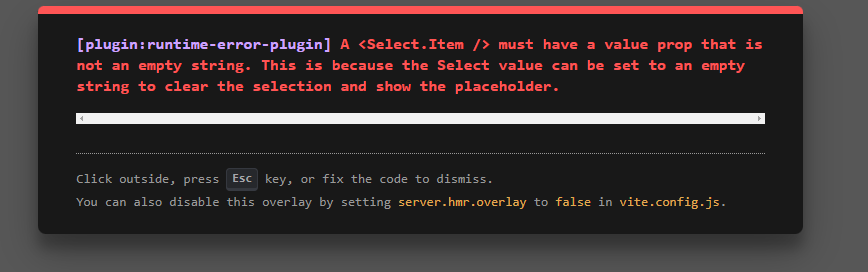 [plugin:runtime-error-plugin] A <Select.Item /> must have a value prop that is
not an empty string. This is because the Select value can be set to an empty
string to clear the selection and show the placeholder.
Click outside, press Esc key, or fix the code to dismiss.
You can also disable this overlay by setting server.hmr.overlay to false in vite.config.js.